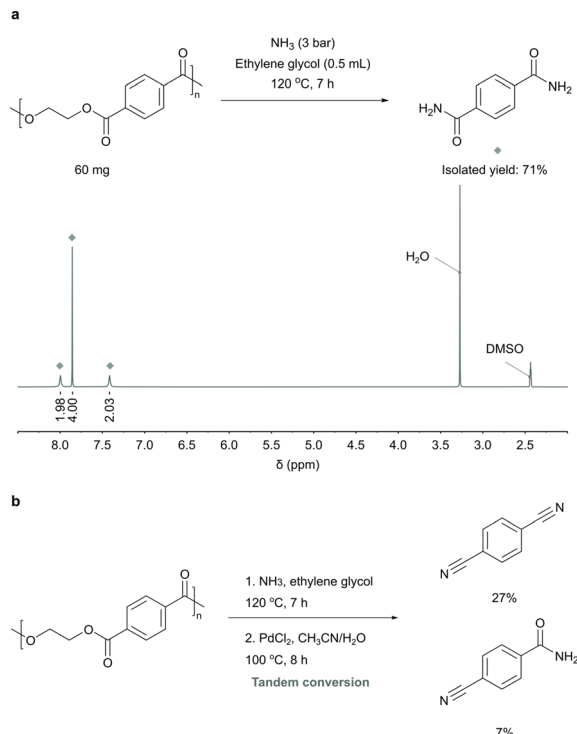 a
NH₃ (3 bar)
Ethylene glycol (0.5 mL)
120 °C, 7 h
O
O
O
O
n
NH₂
H₂N
O
60 mg
Isolated yield: 71%
H₂O
DMSO
1.98
4.00
2.03
8.0 7.5 7.0 6.5 6.0 5.5 5.0 4.5 4.0 3.5 3.0 2.5
δ (ppm)
b
N
N
27%
O
O
O
O
n
1. NH₃, ethylene glycol
120 °C, 7 h
2. PdCl₂, CH₃CN/H₂O
100 °C, 8 h
Tandem conversion
O
NH₂
N
7%